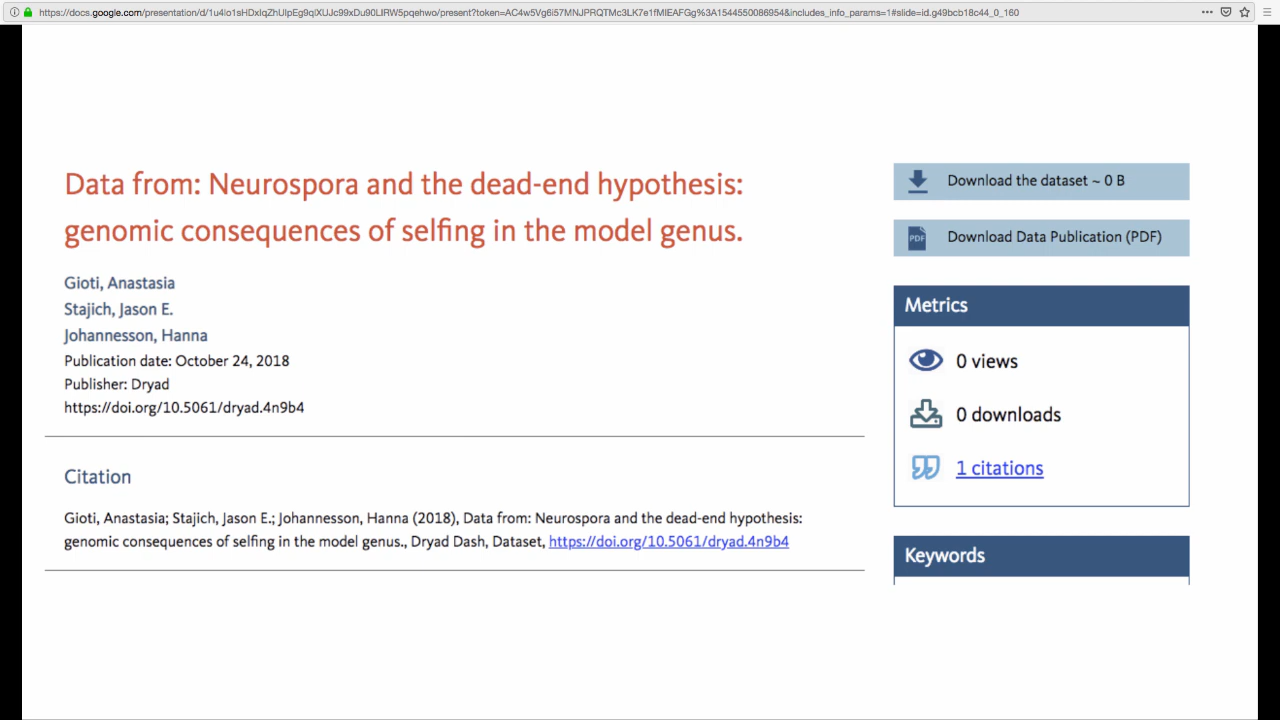 Data from: Neurospora and the dead-end hypothesis:
genomic consequences of selfing in the model genus.
Gioti, Anastasia
Stajich, Jason E.
Johannesson, Hanna
Publication date: October 24, 2018
Publisher: Dryad
https://doi.org/10.5061/dryad.4n9b4
Citation
Gioti, Anastasia; Stajich, Jason E.; Johannesson, Hanna (2018), Data from: Neurospora and the dead-end hypothesis:
genomic consequences of selfing in the model genus., Dryad Dash, Dataset, https://doi.org/10.5061/dryad.4n9b4
Download the dataset ~ 0 B
PDF
Download Data Publication (PDF)
Metrics
0 views
0 downloads
1 citations
Keywords